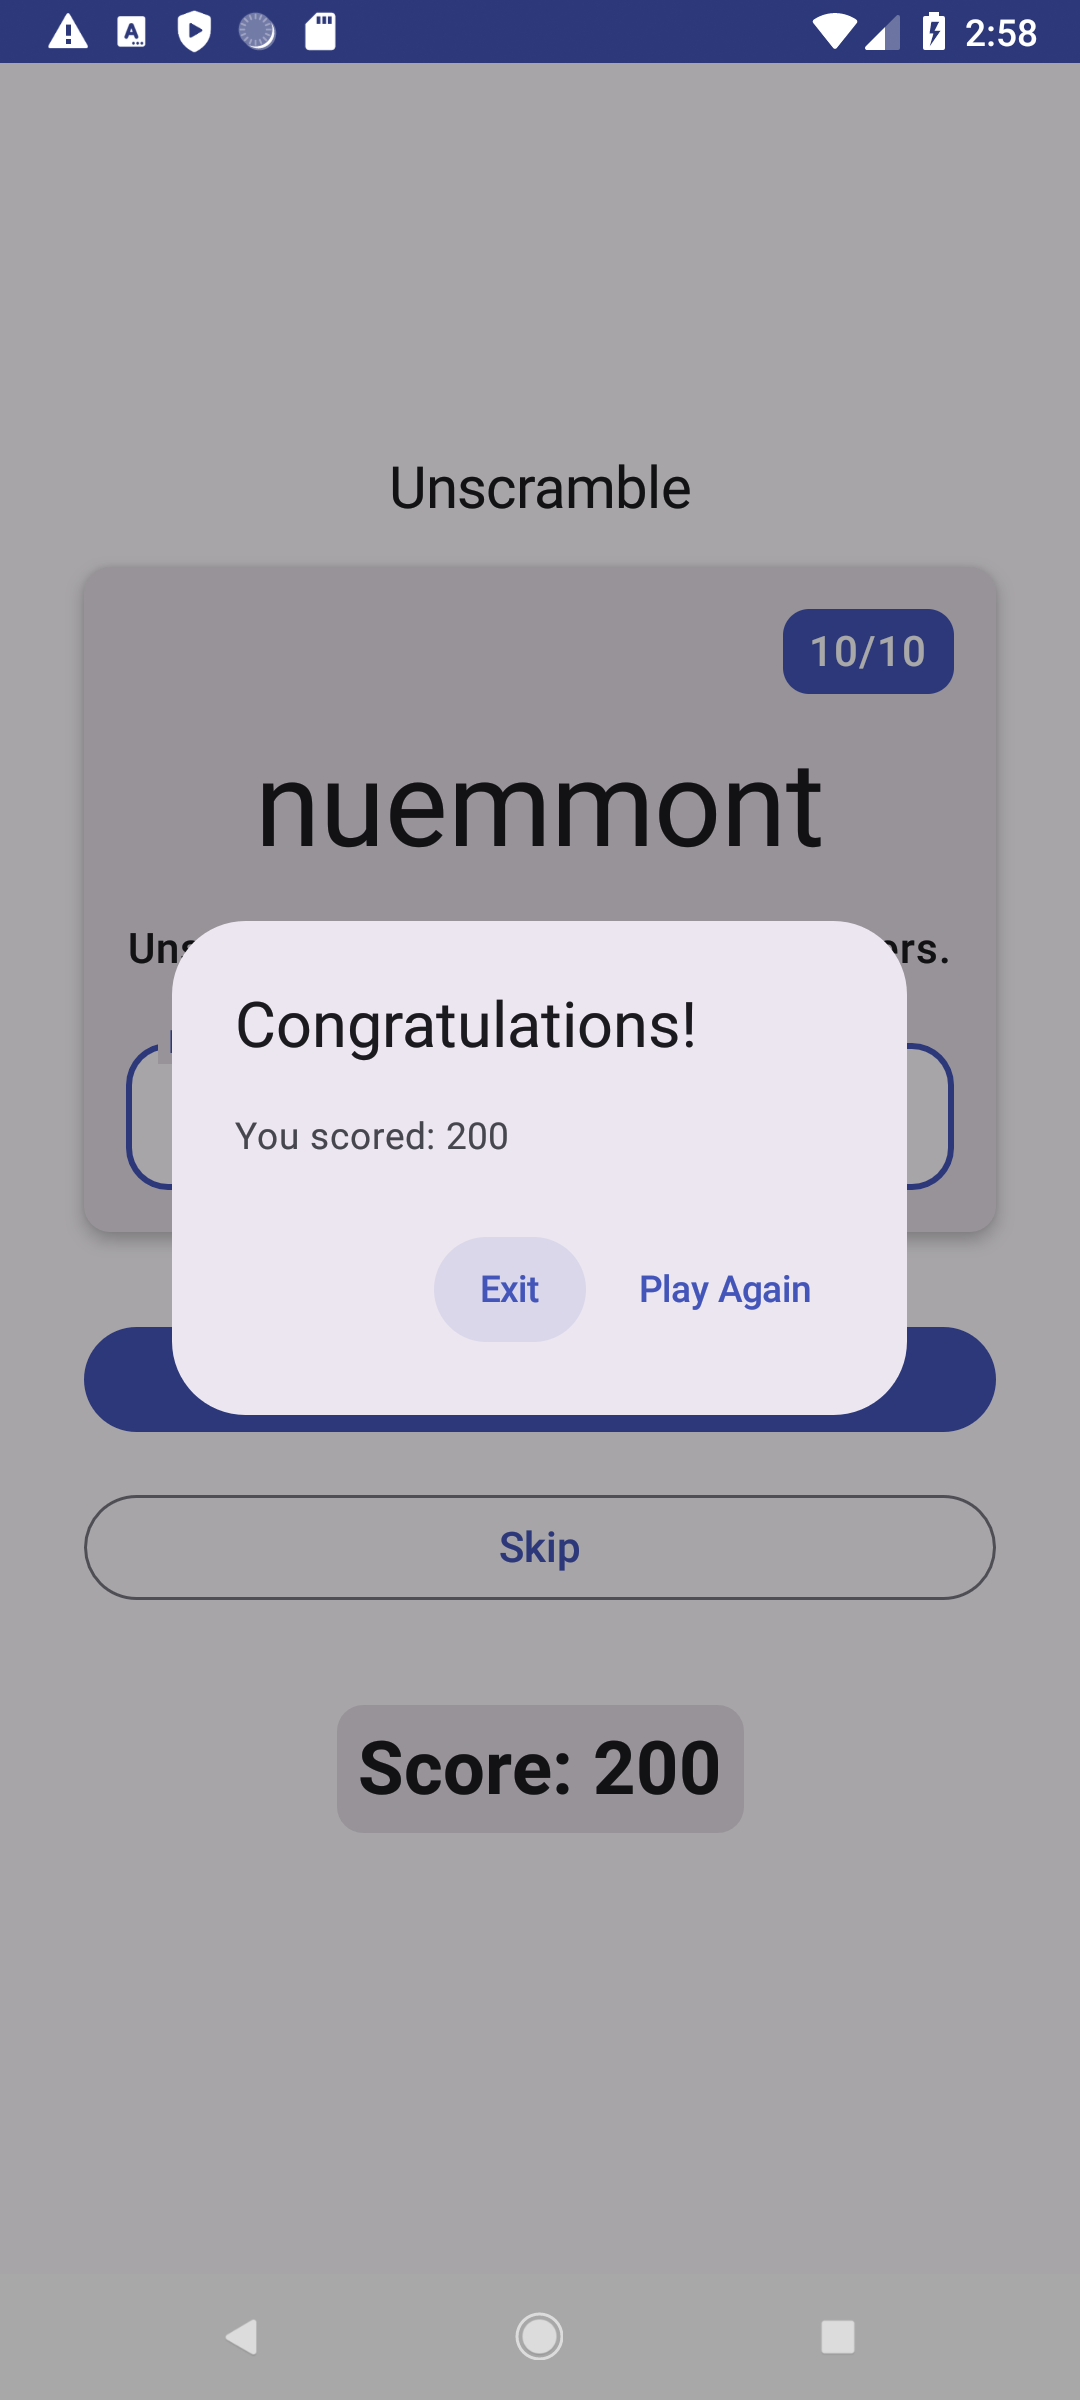 2:58
Unscramble
10/10
nuemmont
Congratulations!
You scored: 200
Exit
Play Again
Skip
Score: 200